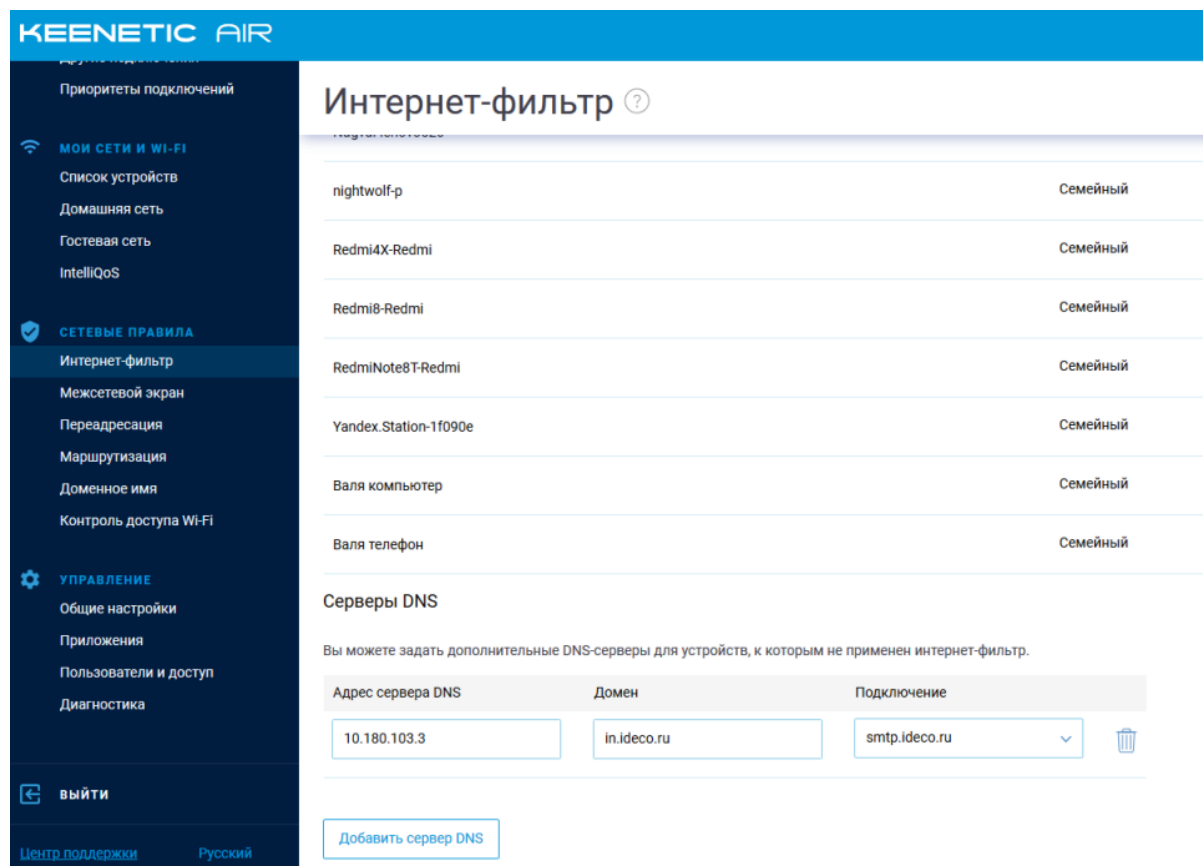 KEENETIC AIR
Приоритеты подключений
МОИ СЕТИ И WI-FI
Список устройств
Домашняя сеть
Гостевая сеть
IntelliQoS
СЕТЕВЫЕ ПРАВИЛА
Интернет-фильтр
Межсетевой экран
Переадресация
Маршрутизация
Доменное имя
Контроль доступа Wi-Fi
УПРАВЛЕНИЕ
Общие настройки
Приложения
Пользователи и доступ
Диагностика
ВЫЙТИ
Центр поддержки Русский
Интернет-фильтр ?
nightwolf-p Семейный
Redmi4X-Redmi Семейный
Redmi8-Redmi Семейный
RedmiNote8T-Redmi Семейный
Yandex.Station-1f090e Семейный
Валя компьютер Семейный
Валя телефон Семейный
Серверы DNS
Вы можете задать дополнительные DNS-серверы для устройств, к которым не применен интернет-фильтр.
Адрес сервера DNS Домен Подключение
10.180.103.3 in.ideco.ru smtp.ideco.ru
Добавить сервер DNS